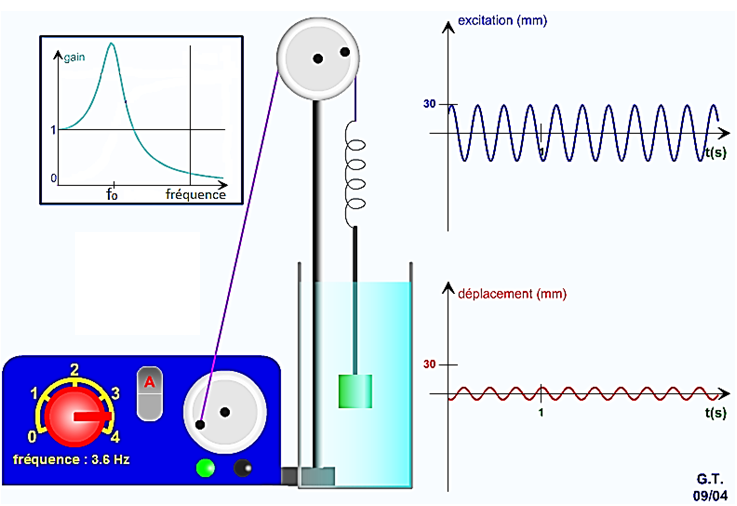 gain
1
0
f₀
fréquence
excitation (mm)
30
1
t(s)
déplacement (mm)
30
1
t(s)
0
1
2
3
4
A
fréquence : 3.6 Hz
G.T.
09/04